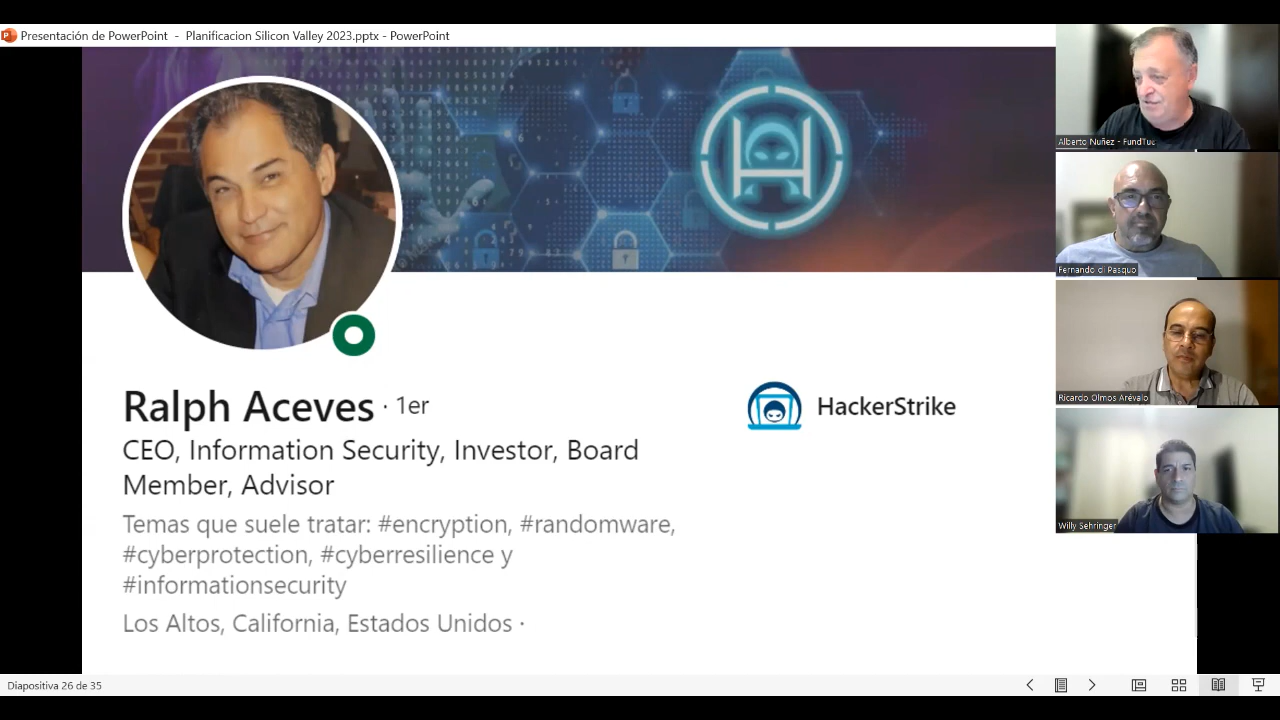 Presentación de PowerPoint - Planificacion Silicon Valley 2023.pptx - PowerPoint
Alberto Nuñez - FundTuc
Fernando di Pasquo
Ricardo Olmos Arévalo
Willy Sehringer
Ralph Aceves · 1er
HackerStrike
CEO, Information Security, Investor, Board
Member, Advisor
Temas que suele tratar: #encryption, #randomware,
#cyberprotection, #cyberresilience y
#informationsecurity
Los Altos, California, Estados Unidos ·
Diapositiva 26 de 35